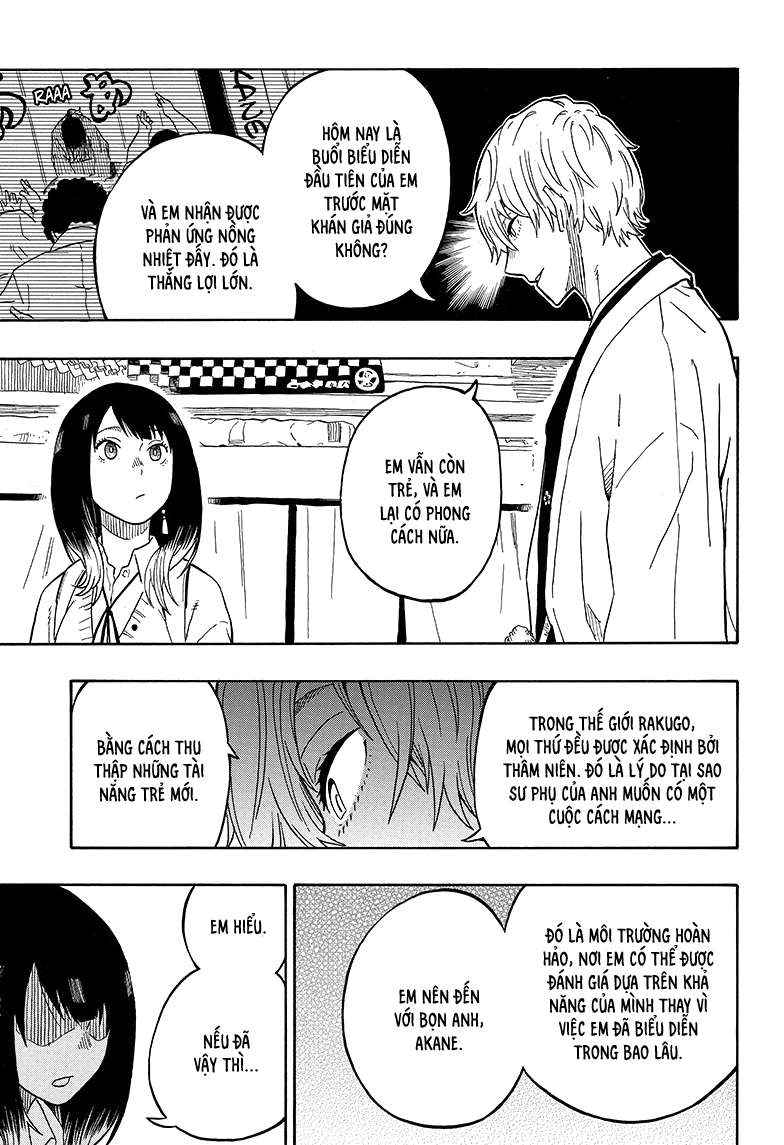 HÔM NAY LÀ
BUỔI BIỂU DIỄN
ĐẦU TIÊN CỦA EM
TRƯỚC MẶT
KHÁN GIẢ ĐÚNG
KHÔNG?
VÀ EM NHẬN ĐƯỢC
PHẢN ỨNG NỒNG
NHIỆT ĐẤY. ĐÓ LÀ
THẮNG LỢI LỚN.
KANE
RAAA
EM VẪN CÒN
TRẺ, VÀ EM
LẠI CÓ PHONG
CÁCH NỮA.
TRONG THẾ GIỚI RAKUGO,
MỌI THỨ ĐỀU ĐƯỢC XÁC ĐỊNH BỞI
THÂM NIÊN. ĐÓ LÀ LÝ DO TẠI SAO
SƯ PHỤ CỦA ANH MUỐN CÓ MỘT
CUỘC CÁCH MẠNG...
BẰNG CÁCH THU
THẬP NHỮNG TÀI
NĂNG TRẺ MỚI.
ĐÓ LÀ MÔI TRƯỜNG HOÀN
HẢO, NƠI EM CÓ THỂ ĐƯỢC
ĐÁNH GIÁ DỰA TRÊN KHẢ
NĂNG CỦA MÌNH THAY VÌ
VIỆC EM ĐÃ BIỂU DIỄN
TRONG BAO LÂU.
EM NÊN ĐẾN
VỚI BỌN ANH,
AKANE.
EM HIỂU.
NẾU ĐÃ
VẬY THÌ...